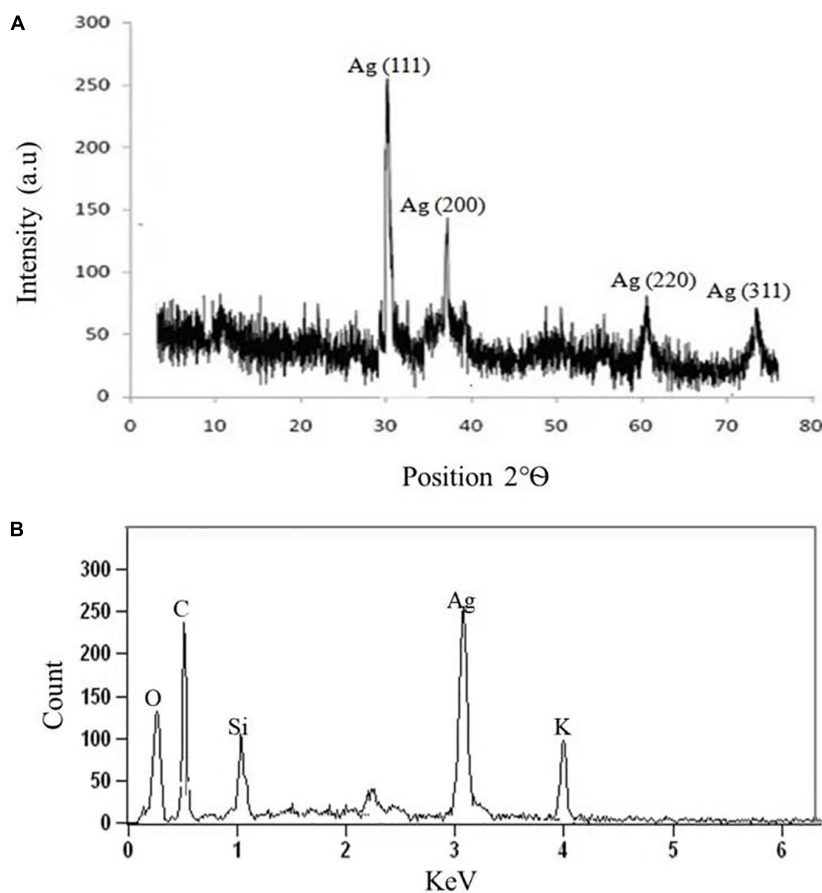 A
300
250
200
150
100
50
0
Intensity (a.u)
Ag (111)
Ag (200)
Ag (220)
Ag (311)
0 10 20 30 40 50 60 70 80
Position 2°Θ
B
300
250
200
150
100
50
0
Count
O
C
Si
Ag
K
0 1 2 3 4 5 6
KeV